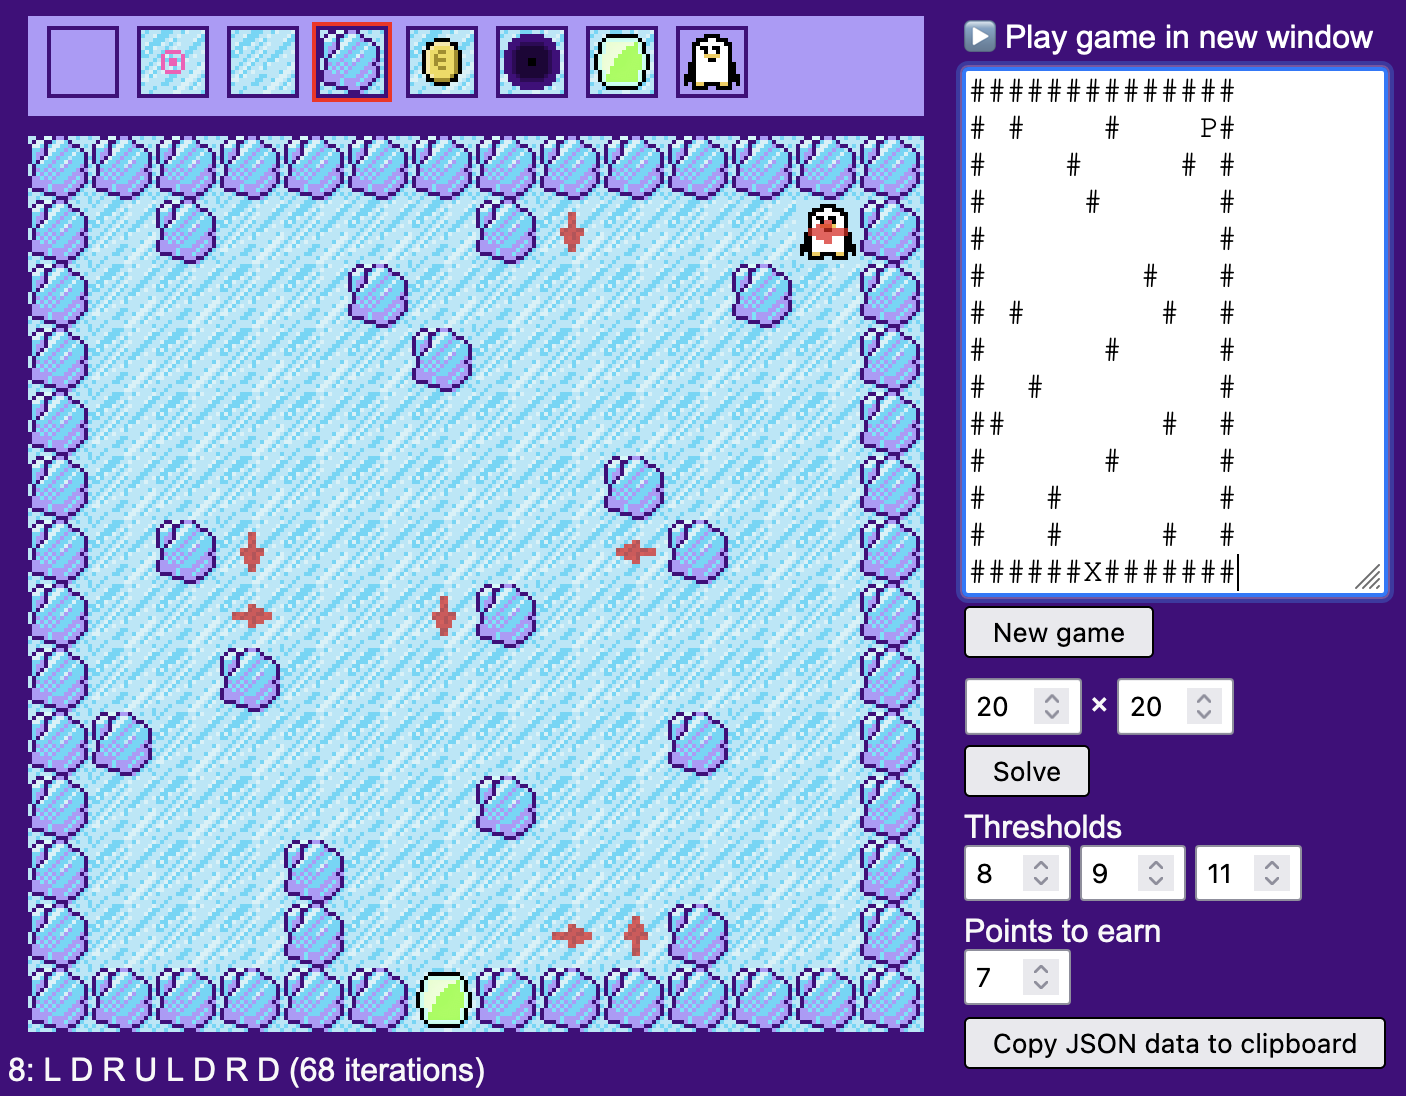 ▶ Play game in new window
##############
# #    #    P#
#    #     # #
#     #      #
#            #
#        #   #
# #       #  #
#      #     #
#  #         #
##        #  #
#      #     #
#   #        #
#   #     #  #
######X#######
New game
20 × 20
Solve
Thresholds
8 9 11
Points to earn
7
Copy JSON data to clipboard
8: L D R U L D R D (68 iterations)